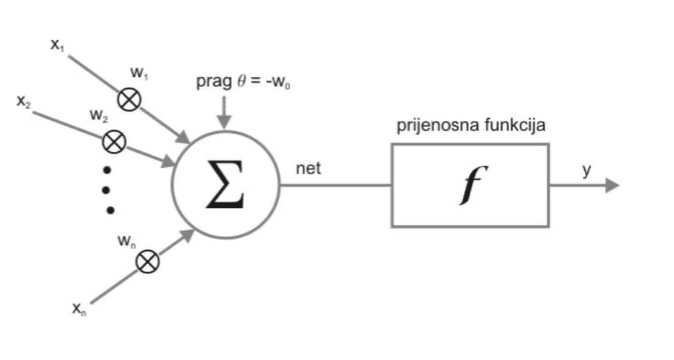 x₁
w₁
prag θ = -w₀
x₂
w₂
prijenosna funkcija
net
Σ
f
y
wₙ
xₙ